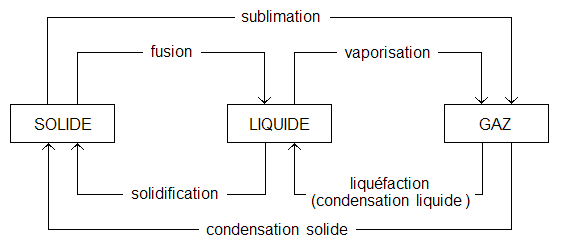 sublimation
fusion
vaporisation
SOLIDE
LIQUIDE
GAZ
solidification
liquéfaction
(condensation liquide )
condensation solide